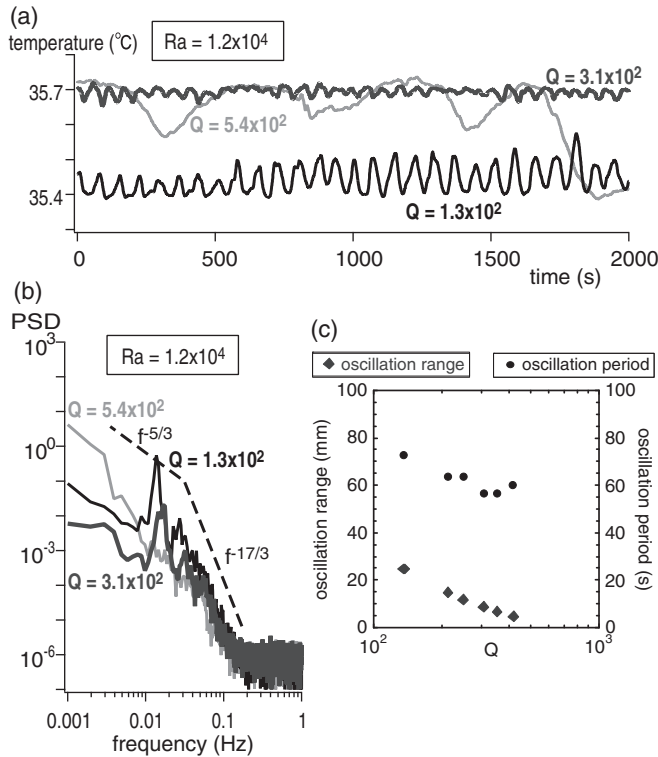 (a)
temperature (°C)
Ra = 1.2x10⁴
35.7
35.4
Q = 3.1x10²
Q = 5.4x10²
Q = 1.3x10²
0 500 1000 1500 2000
time (s)
(b)
PSD
Ra = 1.2x10⁴
10³
10⁰
10⁻³
10⁻⁶
Q = 5.4x10²
f⁻⁵/³
Q = 1.3x10²
f⁻¹⁷/³
Q = 3.1x10²
0.001 0.01 0.1 1
frequency (Hz)
(c)
oscillation range
oscillation period
oscillation range (mm)
100
80
60
40
20
0
100
80
60
40
20
0
oscillation period (s)
10² Q 10³